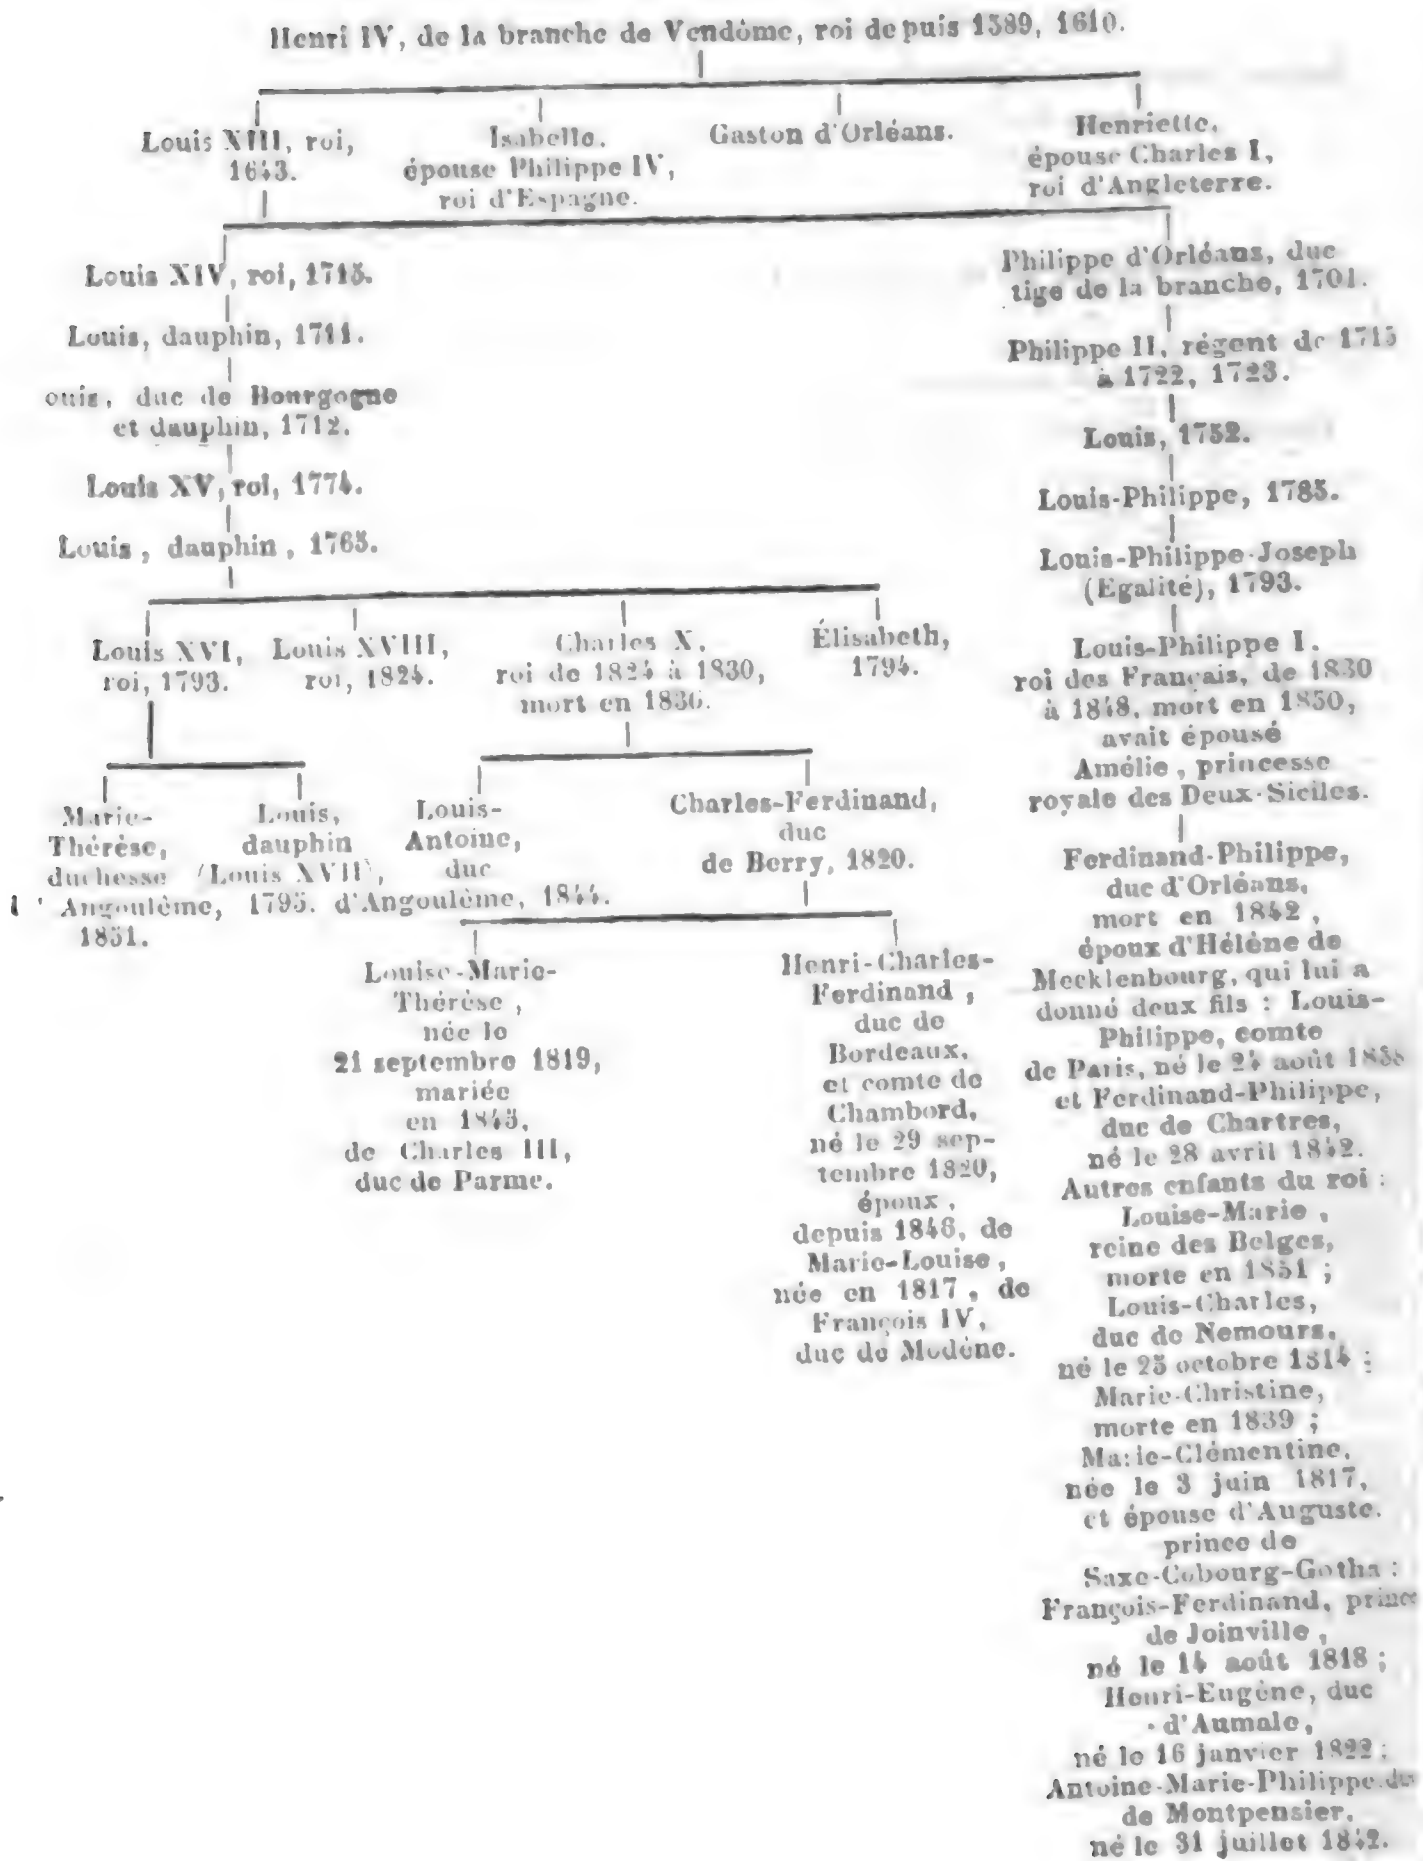 Henri IV, de la branche de Vendôme, roi depuis 1589, 1610.
Louis XIII, roi,
1643.
Isabelle,
épouse Philippe IV,
roi d'Espagne.
Gaston d'Orléans.
Henriette,
épouse Charles I,
roi d'Angleterre.
Louis XIV, roi, 1715.
Louis, dauphin, 1711.
ouis, duc de Bourgogne
et dauphin, 1712.
Louis XV, roi, 1774.
Louis, dauphin, 1765.
Louis XVI,
roi, 1793.
Louis XVIII,
roi, 1824.
Charles X,
roi de 1824 à 1830,
mort en 1836.
Élisabeth,
1794.
Marie-
Thérèse,
duchesse
d'Angoulême,
1851.
Louis,
dauphin
(Louis XVII),
1795.
Louis-
Antoine,
duc
d'Angoulême, 1844.
Charles-Ferdinand,
duc
de Berry, 1820.
Louise-Marie-
Thérèse,
née le
21 septembre 1819,
mariée
en 1845,
de Charles III,
duc de Parme.
Henri-Charles-
Ferdinand,
duc de
Bordeaux,
et comte de
Chambord,
né le 29 sep-
tembre 1820,
époux,
depuis 1846, de
Marie-Louise,
née en 1817, de
François IV,
duc de Modène.
Philippe d'Orléans, duc
tige de la branche, 1701.
Philippe II, régent de 1715
à 1722, 1723.
Louis, 1752.
Louis-Philippe, 1785.
Louis-Philippe-Joseph
(Egalité), 1793.
Louis-Philippe I,
roi des Français, de 1830
à 1848, mort en 1850,
avait épousé
Amélie, princesse
royale des Deux-Siciles.
Ferdinand-Philippe,
duc d'Orléans,
mort en 1842,
époux d'Hélène de
Mecklenbourg, qui lui a
donné deux fils : Louis-
Philippe, comte
de Paris, né le 24 août 1838
et Ferdinand-Philippe,
duc de Chartres,
né le 28 avril 1842.
Autres enfants du roi :
Louise-Marie,
reine des Belges,
morte en 1851 ;
Louis-Charles,
duc de Nemours,
né le 25 octobre 1814 ;
Marie-Christine,
morte en 1839 ;
Marie-Clémentine,
née le 3 juin 1817,
et épouse d'Auguste,
prince de
Saxe-Cobourg-Gotha :
François-Ferdinand, prince
de Joinville,
né le 14 août 1818 ;
Henri-Eugène, duc
d'Aumale,
né le 16 janvier 1822 ;
Antoine-Marie-Philippe, duc
de Montpensier,
né le 31 juillet 1842.